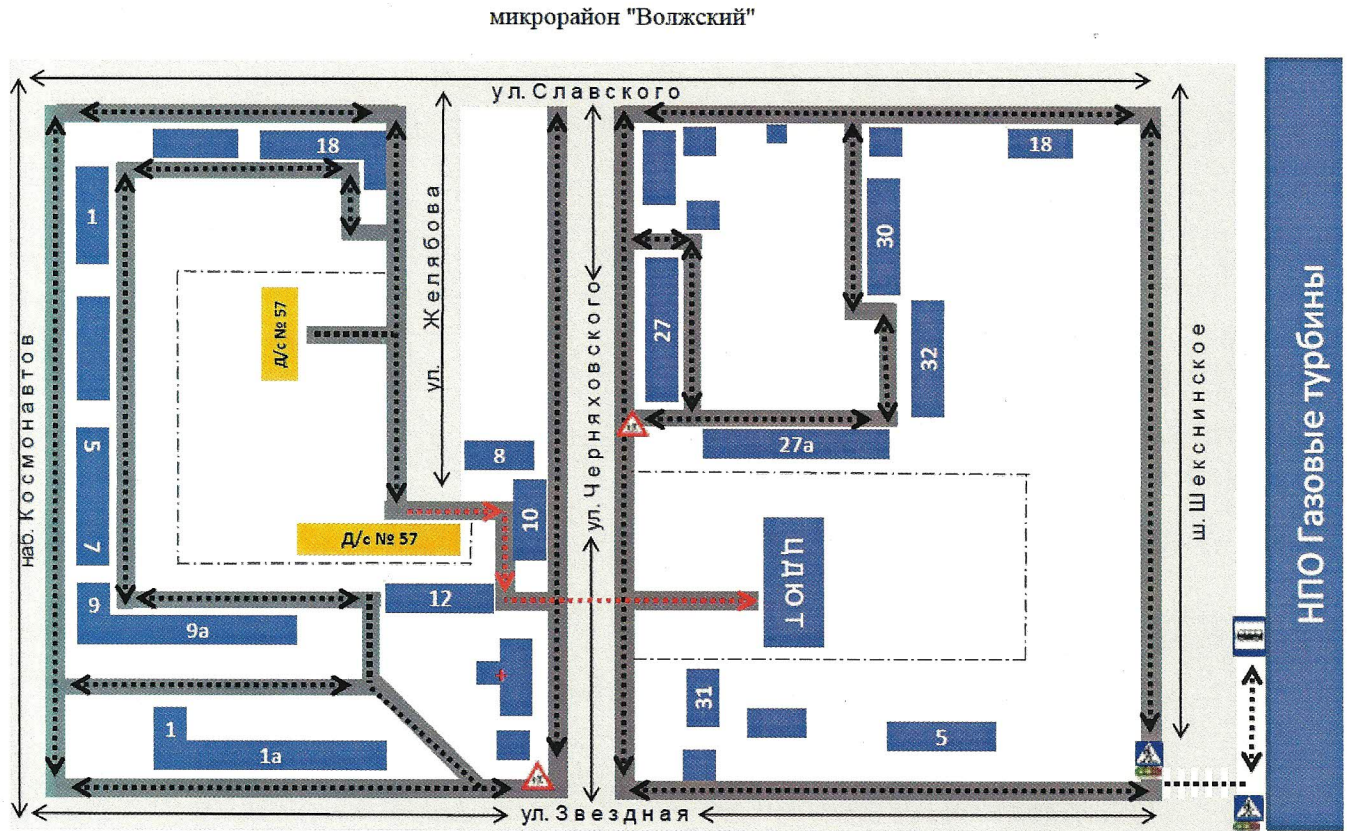 микрорайон "Волжский"
ул. Славского
18
18
1
ул. Желябова
30
Д/с № 57
27
32
НПО Газовые турбины
наб. Космонавтов
ул. Черняховского
ш. Шекснинское
5
8
27а
10
7
Д/с № 57
ЦДЮТ
9
12
9а
31
1
5
1а
ул. Звездная